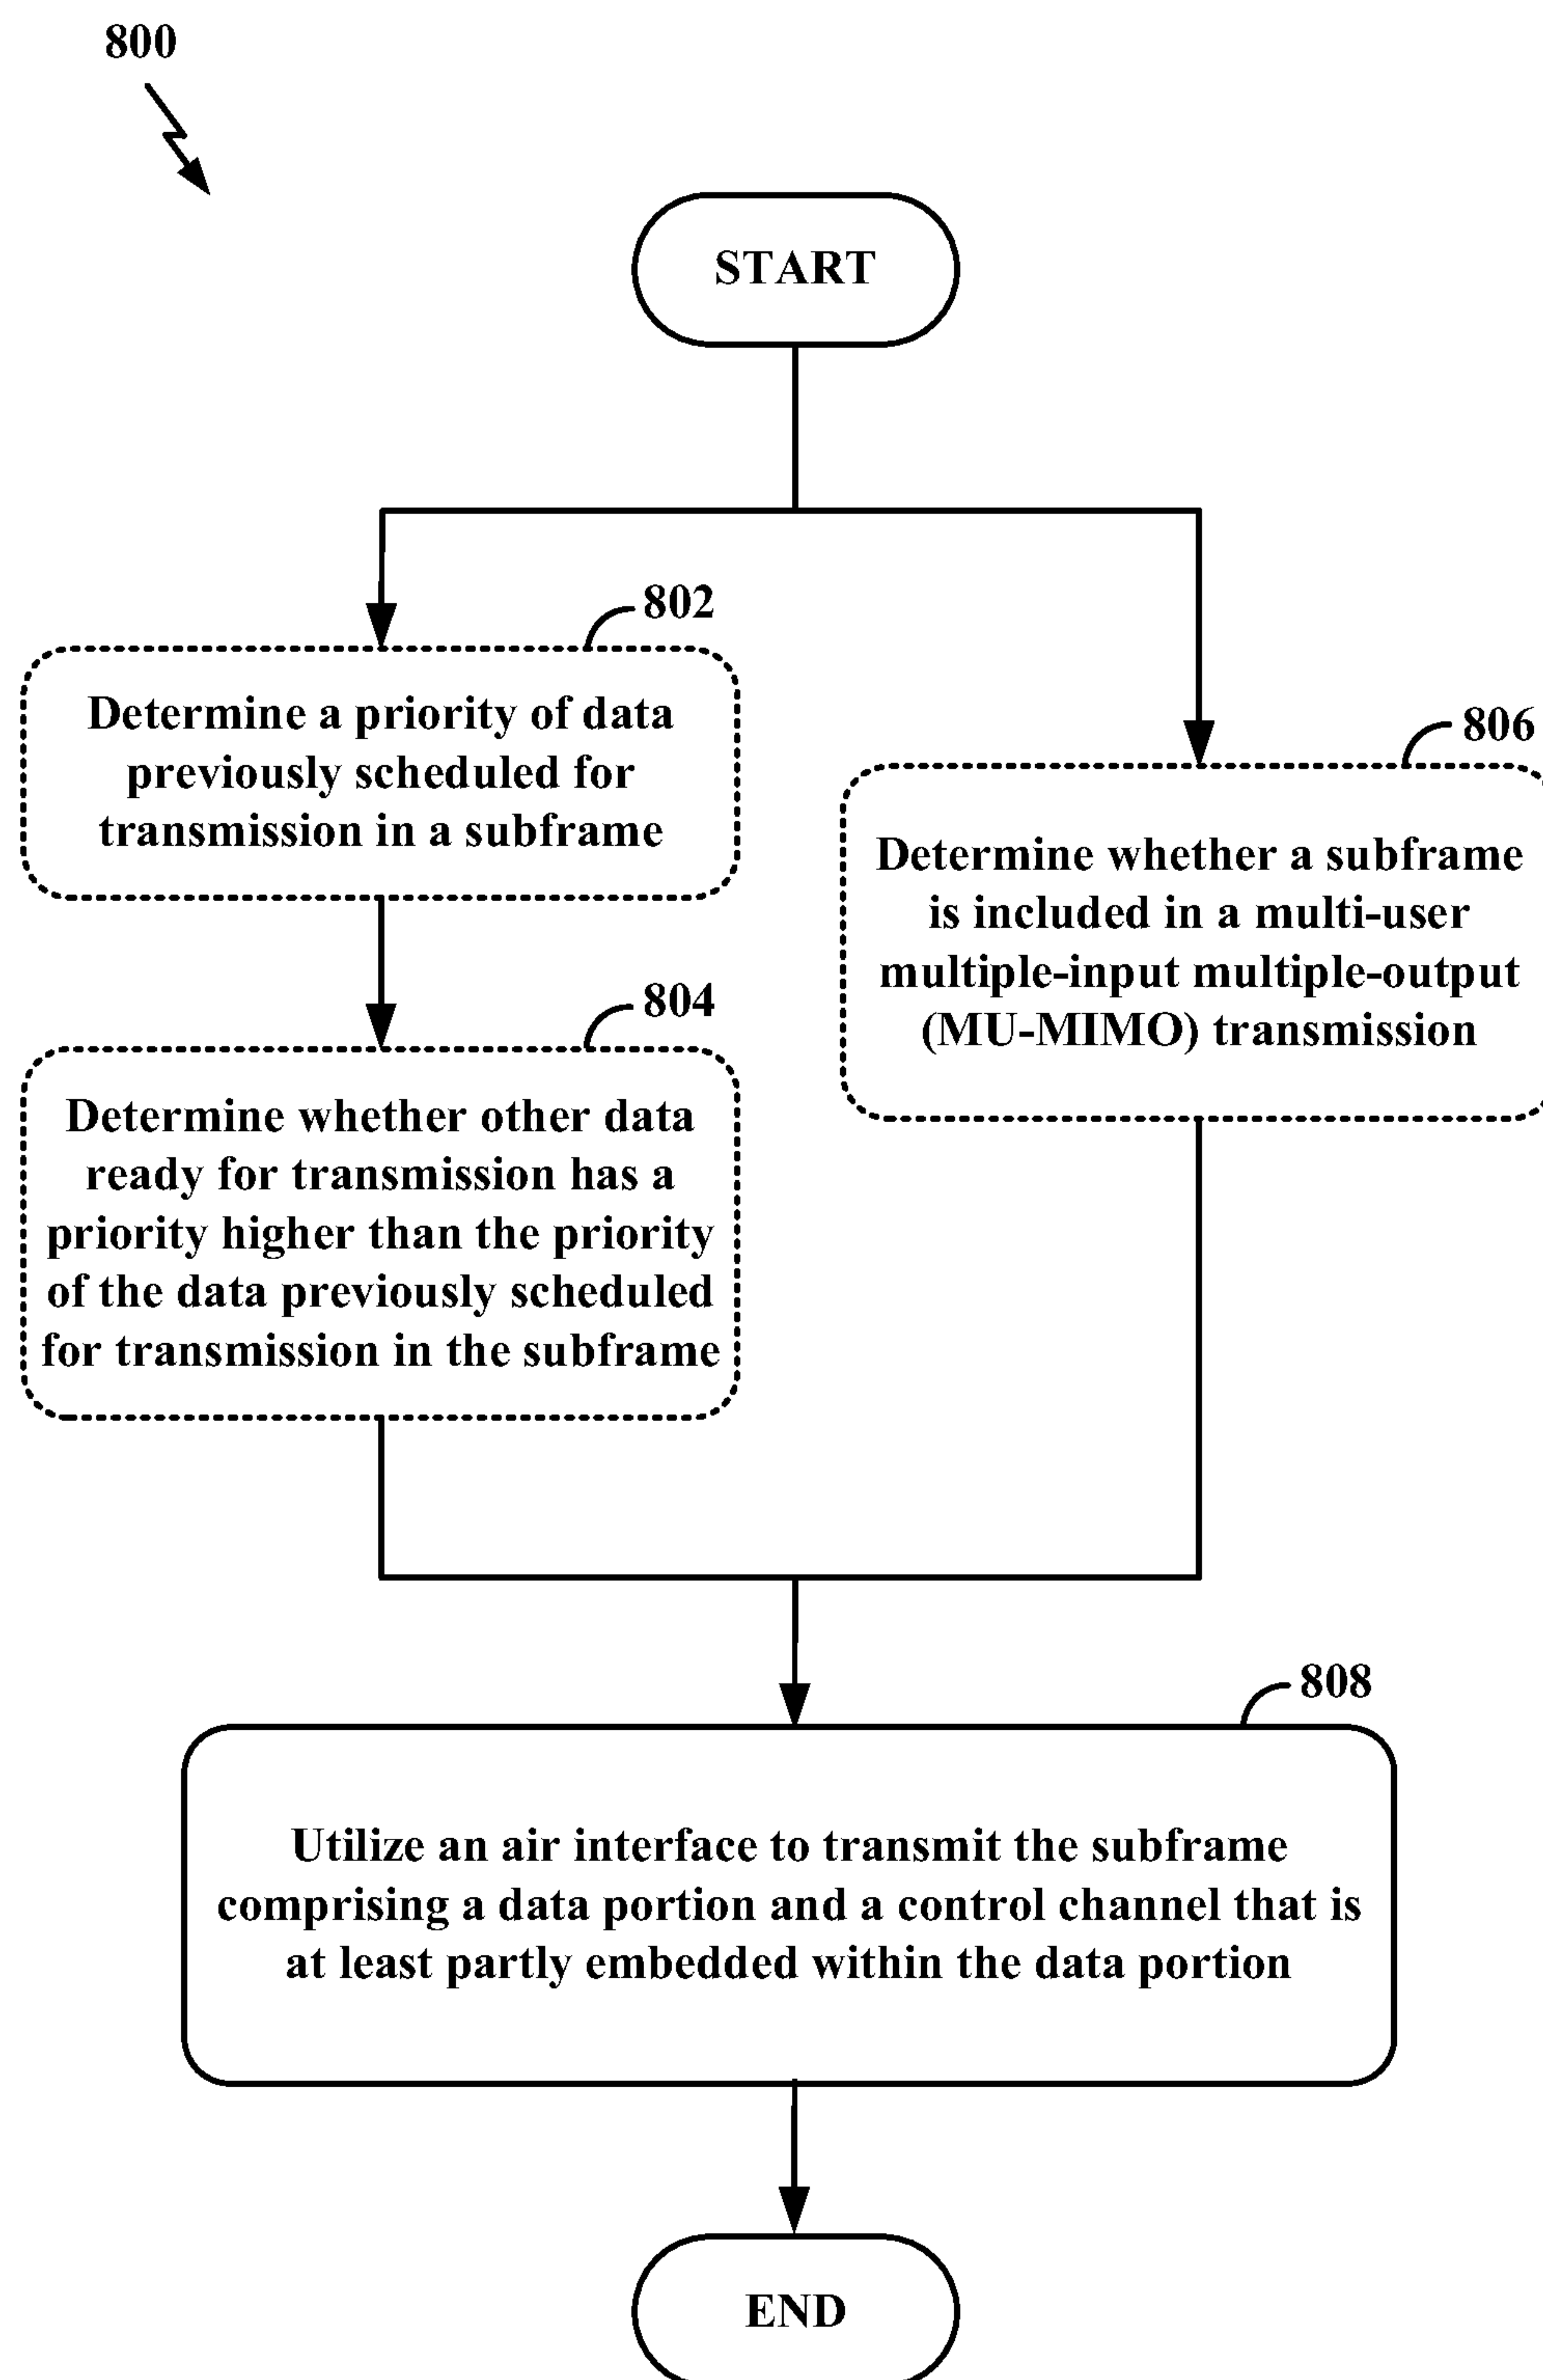 800
START
802
Determine a priority of data
previously scheduled for
transmission in a subframe
804
Determine whether other data
ready for transmission has a
priority higher than the priority
of the data previously scheduled
for transmission in the subframe
806
Determine whether a subframe
is included in a multi-user
multiple-input multiple-output
(MU-MIMO) transmission
808
Utilize an air interface to transmit the subframe
comprising a data portion and a control channel that is
at least partly embedded within the data portion
END